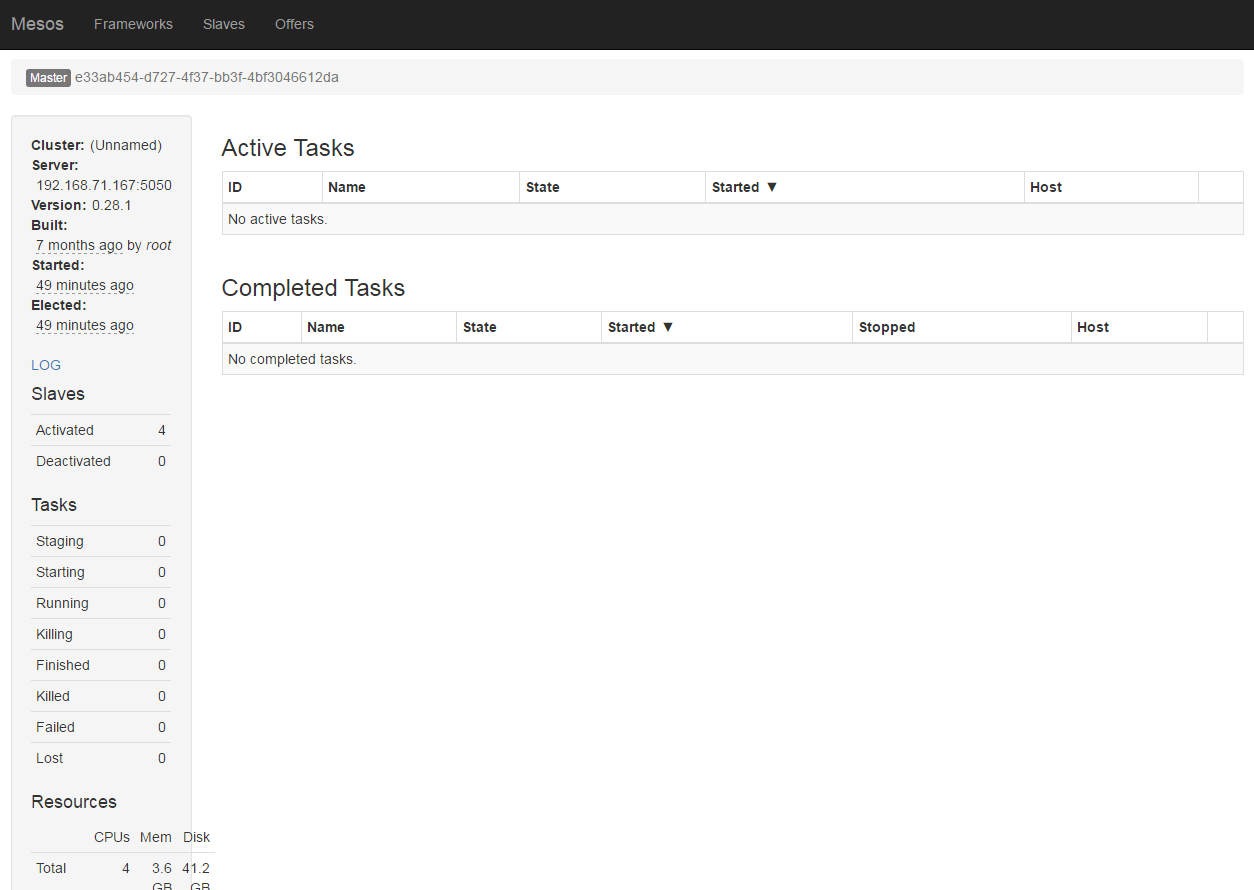 Mesos Frameworks Slaves Offers
Master e33ab454-d727-4f37-bb3f-4bf3046612da
Cluster: (Unnamed)
Server:
192.168.71.167:5050
Version: 0.28.1
Built:
7 months ago by root
Started:
49 minutes ago
Elected:
49 minutes ago
LOG
Slaves
Activated 4
Deactivated 0
Tasks
Staging 0
Starting 0
Running 0
Killing 0
Finished 0
Killed 0
Failed 0
Lost 0
Resources
CPUs Mem Disk
Total 4 3.6 41.2
GB GB
Active Tasks
ID Name State Started ▼ Host
No active tasks.
Completed Tasks
ID Name State Started ▼ Stopped Host
No completed tasks.